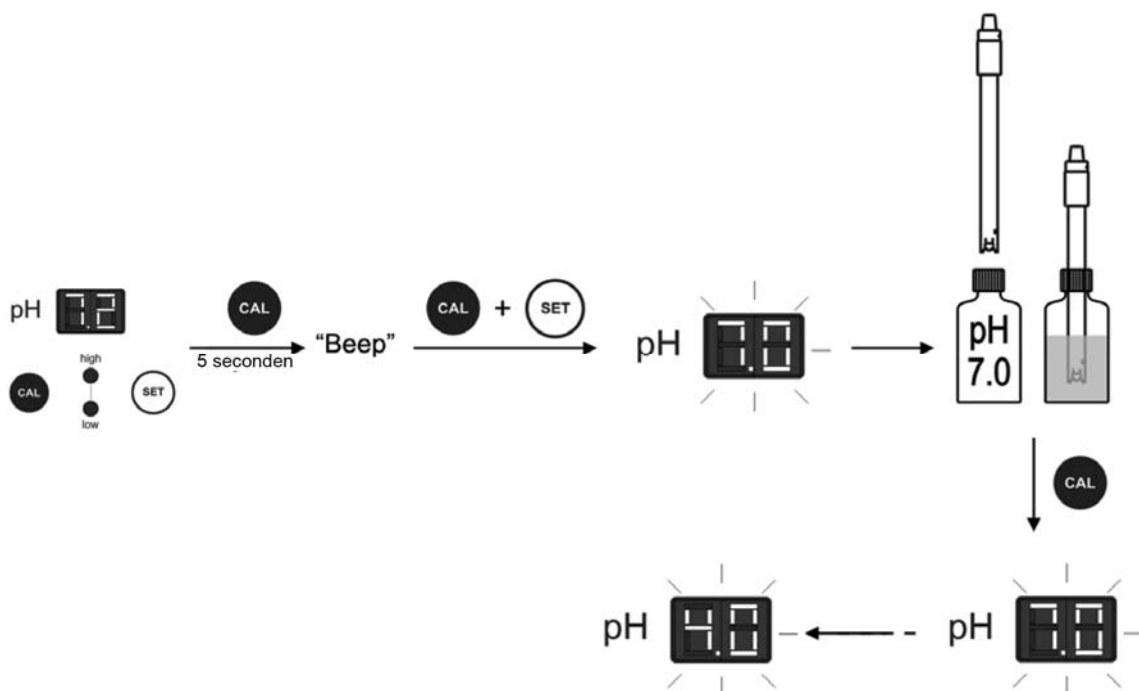 pH 7.2
high
CAL
SET
low
CAL
5 seconden
"Beep"
CAL + SET
pH 7.0
pH
7.0
CAL
pH 4.0
pH 7.0